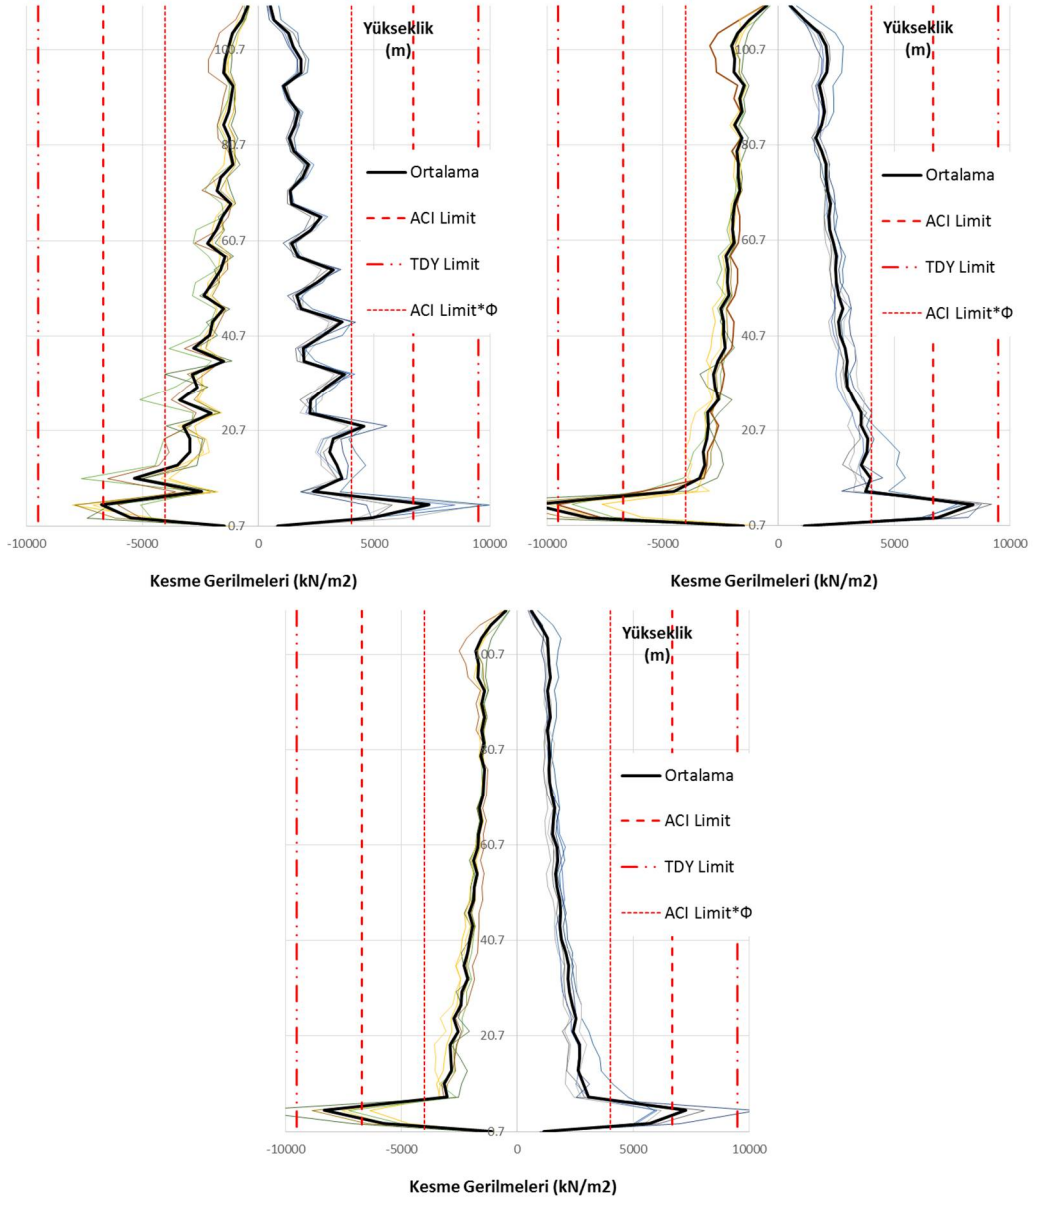 Yükseklik
(m)
100.7
80.7
60.7
40.7
20.7
0.7
Ortalama
ACI Limit
TDY Limit
ACI Limit*Φ
-10000 -5000 0 5000 10000
Kesme Gerilmeleri (kN/m2)
Yükseklik
(m)
100.7
80.7
60.7
40.7
20.7
0.7
Ortalama
ACI Limit
TDY Limit
ACI Limit*Φ
-10000 -5000 0 5000 10000
Kesme Gerilmeleri (kN/m2)
Yükseklik
(m)
100.7
80.7
60.7
40.7
20.7
0.7
Ortalama
ACI Limit
TDY Limit
ACI Limit*Φ
-10000 -5000 0 5000 10000
Kesme Gerilmeleri (kN/m2)